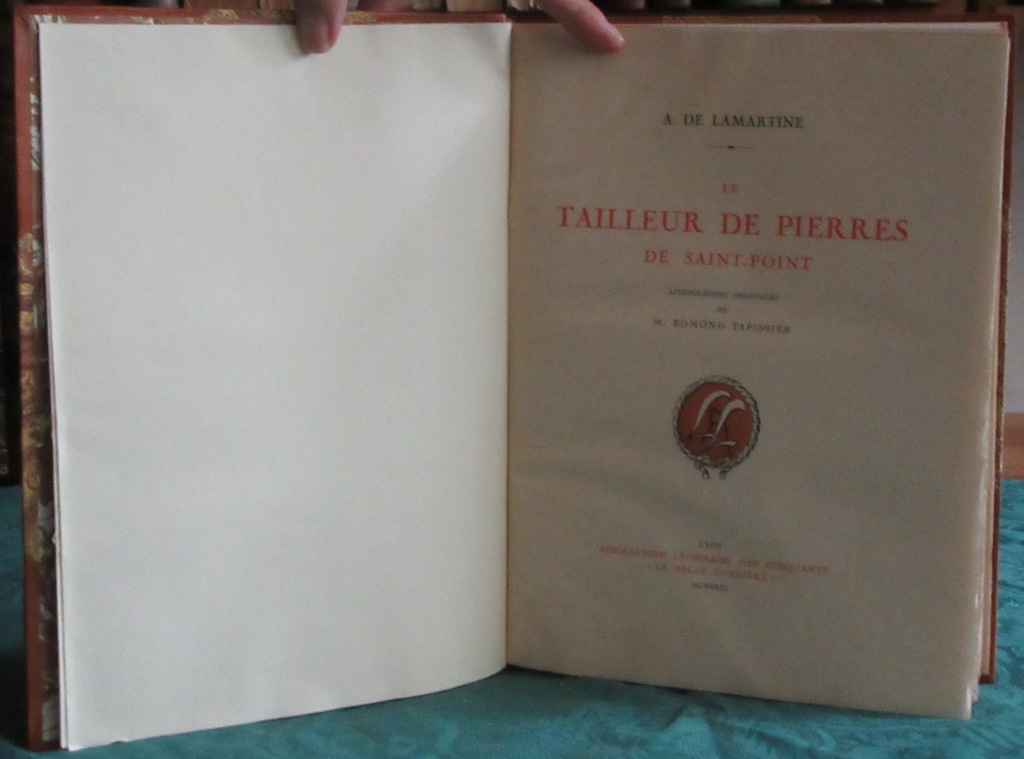 A. DE LAMARTINE
LE
TAILLEUR DE PIERRES
DE SAINT-POINT
LITHOGRAPHIES ORIGINALES
DE
M. EDMOND TAPISSIER
LYON
ASSOCIATION LYONNAISE DES CINQUANTE
« LA BELLE CORDIÈRE »